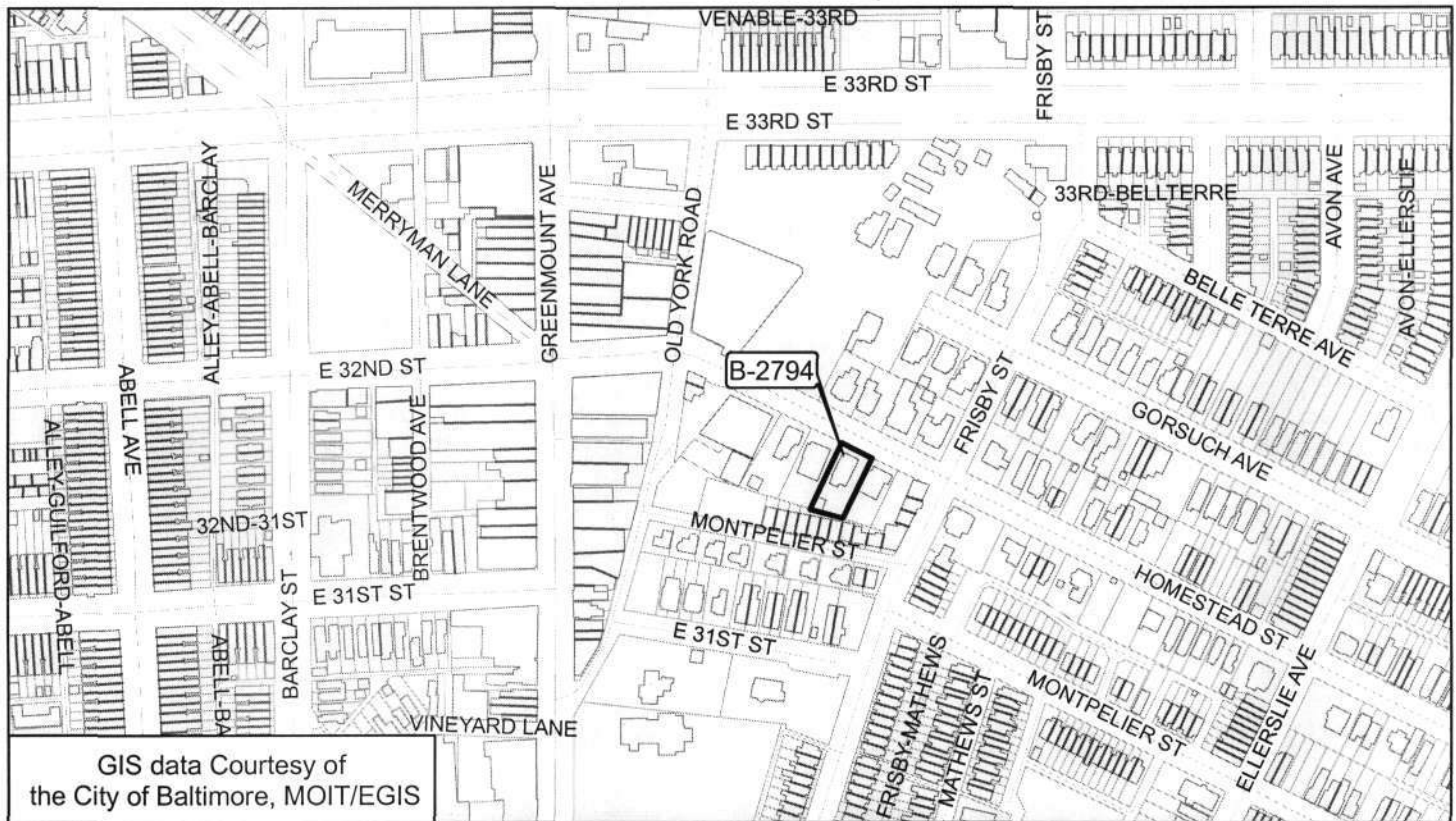 VENABLE-33RD
FRISBY ST
E 33RD ST
E 33RD ST
ALLEY-ABELL-BARCLAY
MERRYMAN LANE
GREENMOUNT AVE
OLD YORK ROAD
33RD-BELLTERRE
AVON AVE
AVON-ELLERSLIE
BELLE TERRE AVE
E 32ND ST
B-2794
FRISBY ST
GORSUCH AVE
ABELL AVE
ALLEY-GUILFORD-ABELL
BRENTWOOD AVE
32ND-31ST
MONTPELIER ST
HOMESTEAD ST
BARCLAY ST
E 31ST ST
E 31ST ST
ABELL-BA
FRISBY-MATHEWS
MATHEWS ST
MONTPELIER ST
ELLERSLIE AVE
VINEYARD LANE
GIS data Courtesy of
the City of Baltimore, MOIT/EGIS